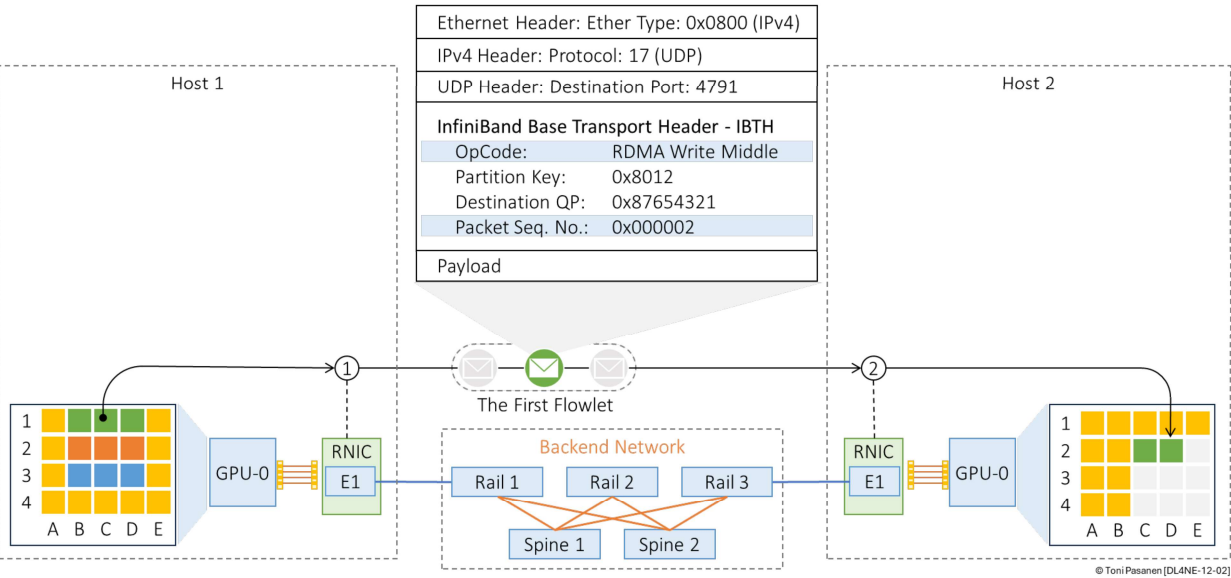 Ethernet Header: Ether Type: 0x0800 (IPv4)
IPv4 Header: Protocol: 17 (UDP)
UDP Header: Destination Port: 4791
InfiniBand Base Transport Header - IBTH
OpCode: RDMA Write Middle
Partition Key: 0x8012
Destination QP: 0x87654321
Packet Seq. No.: 0x000002
Payload
Host 1
Host 2
1
2
The First Flowlet
1
2
3
4
A B C D E
GPU-0
RNIC
E1
Backend Network
Rail 1 Rail 2 Rail 3
Spine 1 Spine 2
RNIC
E1
GPU-0
1
2
3
4
A B C D E
© Toni Pasanen [DL4NE-12-02]